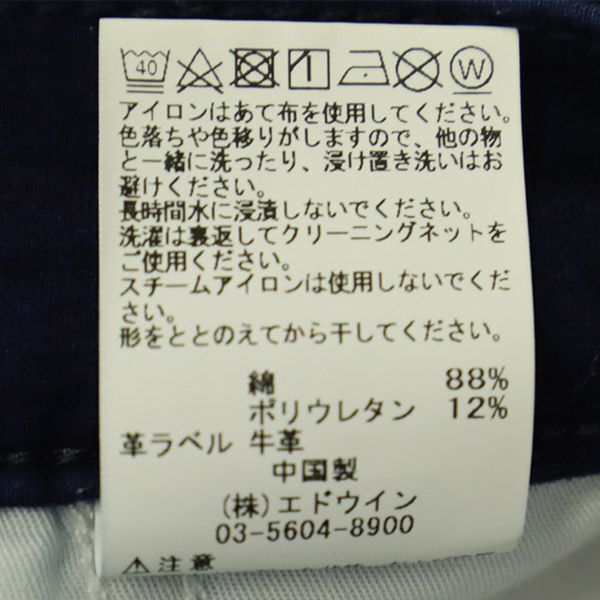 40 W
アイロンはあて布を使用してください。
色落ちや色移りがしますので、他の物
と一緒に洗ったり、浸け置き洗いはお
避けください。
長時間水に浸漬しないでください。
洗濯は裏返してクリーニングネットを
ご使用ください。
スチームアイロンは使用しないでくだ
さい。
形をととのえてから干してください。
綿 88%
ポリウレタン 12%
革ラベル 牛革
中国製
(株)エドウイン
03-5604-8900
⚠注意